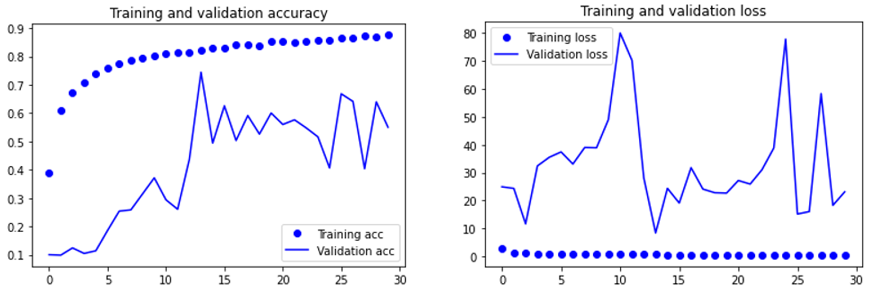 Training and validation accuracy
0.9
0.8
0.7
0.6
0.5
0.4
0.3
0.2
0.1
Training acc
Validation acc
0 5 10 15 20 25 30
Training and validation loss
Training loss
Validation loss
80
70
60
50
40
30
20
10
0
0 5 10 15 20 25 30